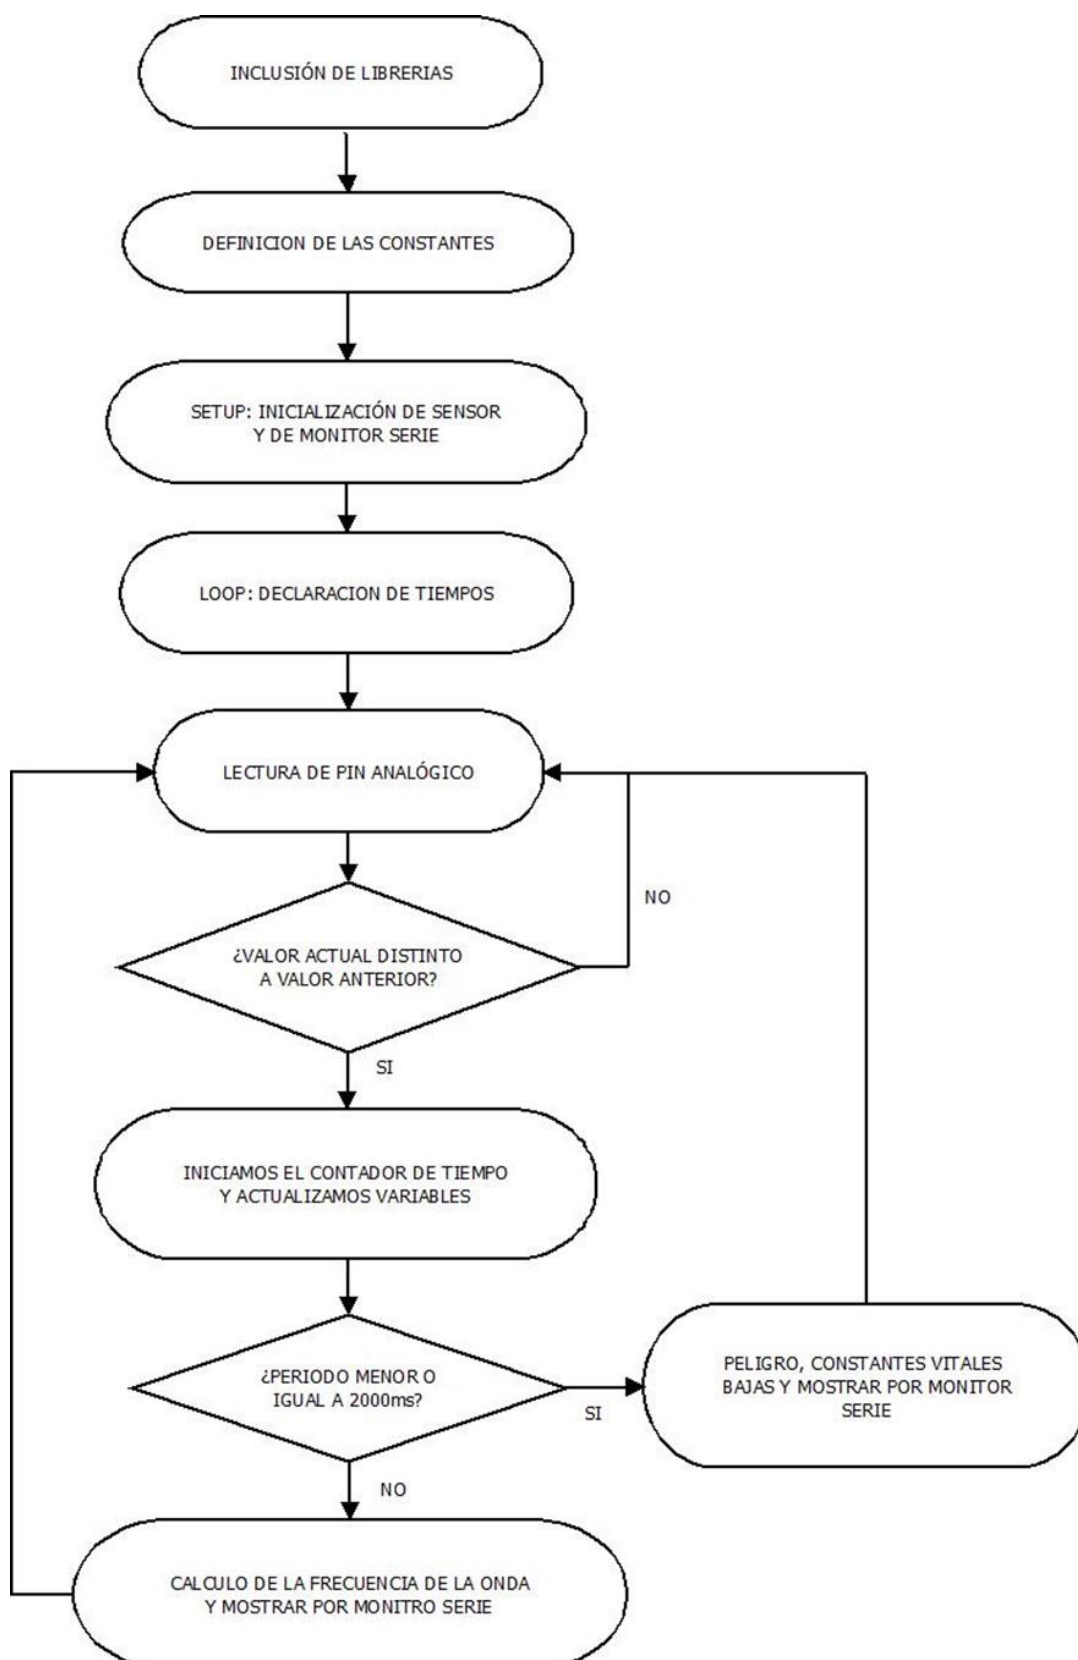 INCLUSIÓN DE LIBRERIAS
DEFINICION DE LAS CONSTANTES
SETUP: INICIALIZACIÓN DE SENSOR
Y DE MONITOR SERIE
LOOP: DECLARACION DE TIEMPOS
LECTURA DE PIN ANALÓGICO
NO
¿VALOR ACTUAL DISTINTO
A VALOR ANTERIOR?
SI
INICIAMOS EL CONTADOR DE TIEMPO
Y ACTUALIZAMOS VARIABLES
¿PERIODO MENOR O
IGUAL A 2000ms?
SI
PELIGRO, CONSTANTES VITALES
BAJAS Y MOSTRAR POR MONITOR
SERIE
NO
CALCULO DE LA FRECUENCIA DE LA ONDA
Y MOSTRAR POR MONITRO SERIE